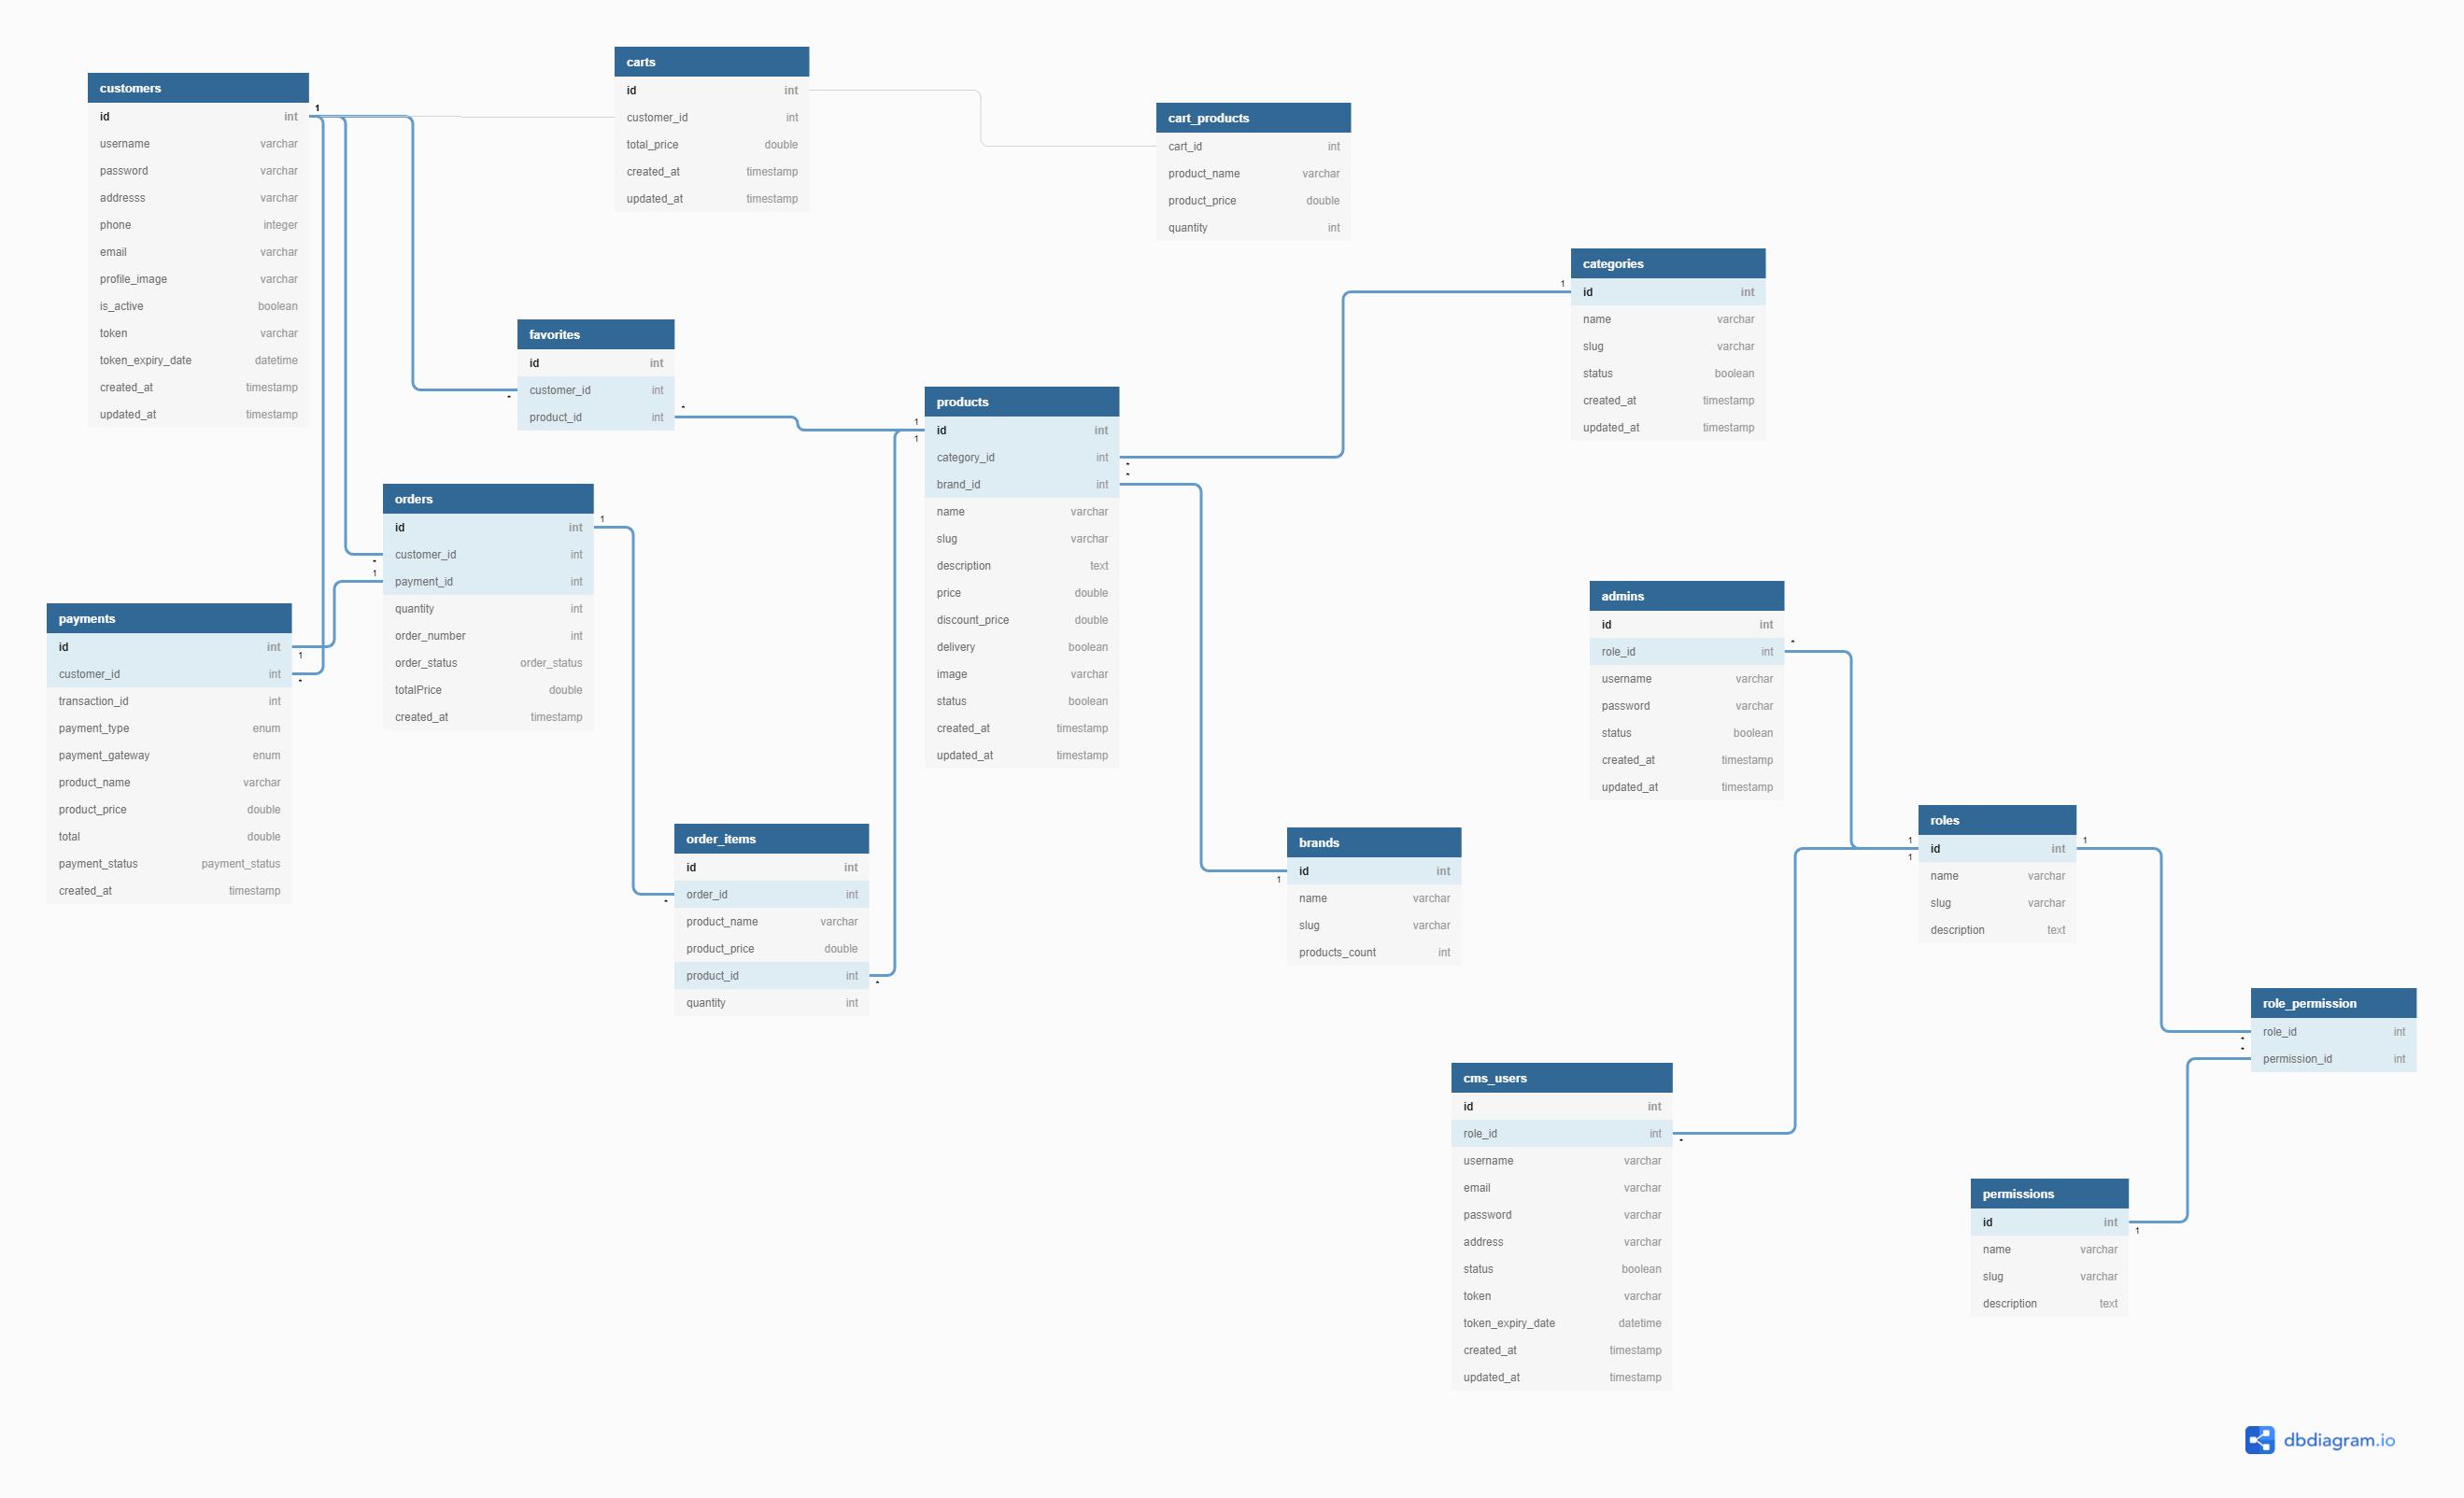 customers
id int
username varchar
password varchar
addresss varchar
phone integer
email varchar
profile_image varchar
is_active boolean
token varchar
token_expiry_date datetime
created_at timestamp
updated_at timestamp
1
carts
id int
customer_id int
total_price double
created_at timestamp
updated_at timestamp
cart_products
cart_id int
product_name varchar
product_price double
quantity int
categories
1
id int
name varchar
slug varchar
status boolean
created_at timestamp
updated_at timestamp
favorites
id int
* customer_id int
product_id int *
products
1
id int
1
category_id int *
brand_id int *
name varchar
slug varchar
description text
price double
discount_price double
delivery boolean
image varchar
status boolean
created_at timestamp
updated_at timestamp
orders
id int 1
customer_id int
*
1
payment_id int
quantity int
order_number int
order_status order_status
totalPrice double
created_at timestamp
payments
id int
1
customer_id int
*
transaction_id int
payment_type enum
payment_gateway enum
product_name varchar
product_price double
total double
payment_status payment_status
created_at timestamp
order_items
id int
order_id int
*
product_name varchar
product_price double
product_id int
*
quantity int
brands
id int
1
name varchar
slug varchar
products_count int
admins
id int
*
role_id int
username varchar
password varchar
status boolean
created_at timestamp
updated_at timestamp
roles
1 1
id int
1
name varchar
slug varchar
description text
role_permission
role_id int
*
*
permission_id int
cms_users
id int
role_id int
*
username varchar
email varchar
password varchar
address varchar
status boolean
token varchar
token_expiry_date datetime
created_at timestamp
updated_at timestamp
permissions
id int
1
name varchar
slug varchar
description text
dbdiagram.io